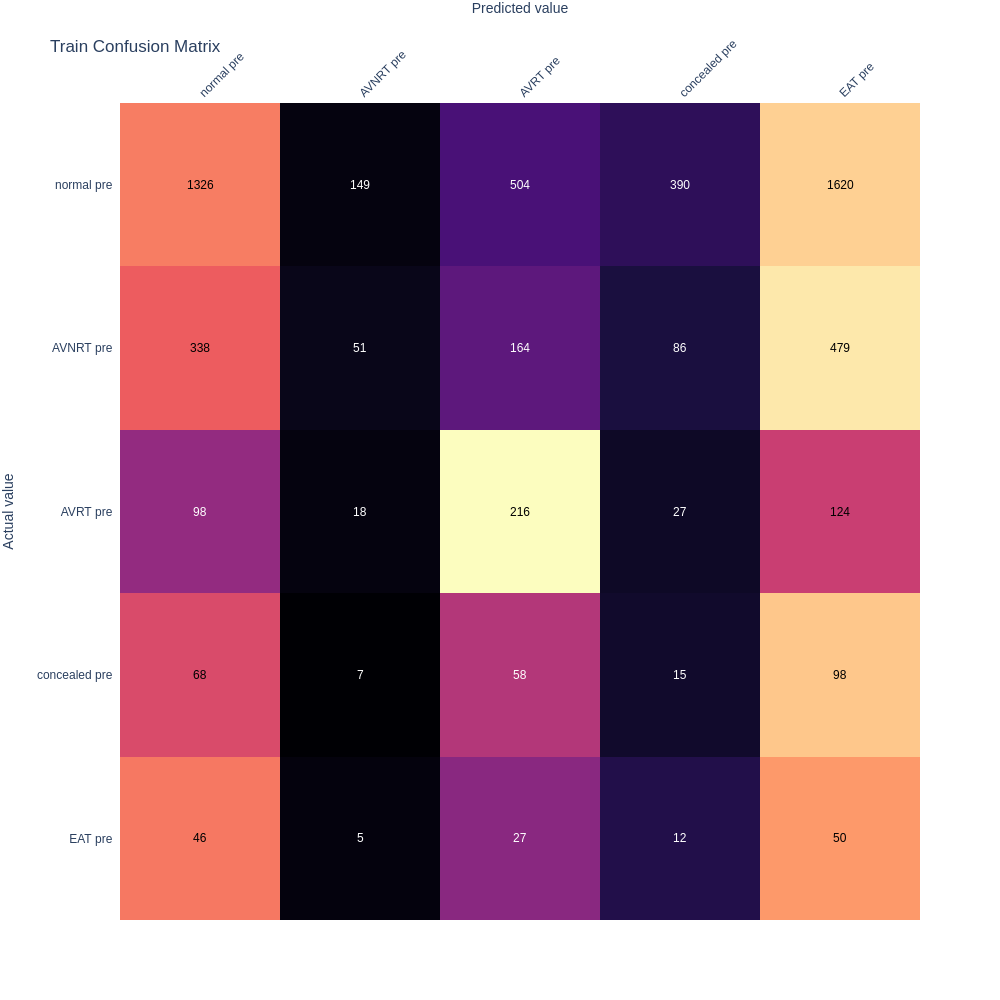 Predicted value
Train Confusion Matrix
normal pre AVNRT pre AVRT pre concealed pre EAT pre
normal pre 1326 149 504 390 1620
AVNRT pre 338 51 164 86 479
Actual value
AVRT pre 98 18 216 27 124
concealed pre 68 7 58 15 98
EAT pre 46 5 27 12 50